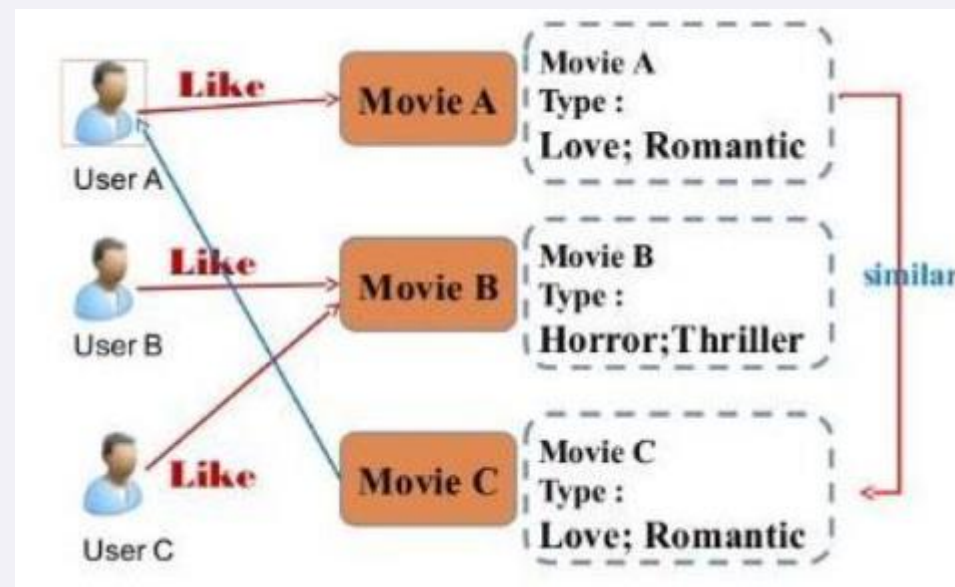 Like
Movie A
Movie A
Type :
Love; Romantic
User A
Like
Movie B
Movie B
Type :
Horror;Thriller
similar
User B
Like
Movie C
Movie C
Type :
Love; Romantic
User C